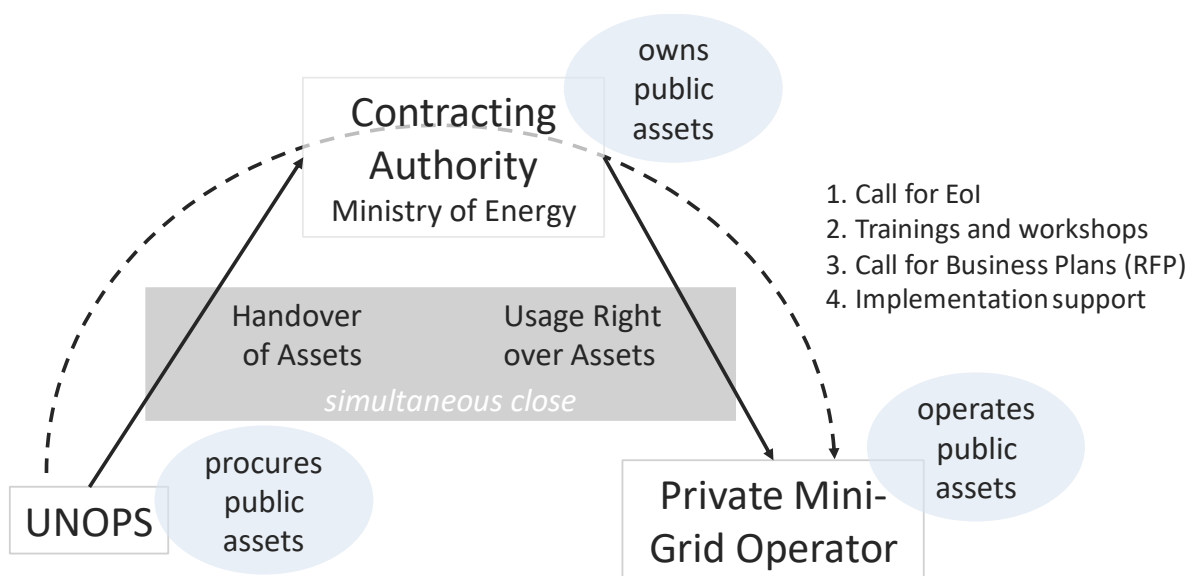 owns
public
assets
Contracting
Authority
Ministry of Energy
1. Call for EoI
2. Trainings and workshops
3. Call for Business Plans (RFP)
4. Implementation support
Handover
of Assets
Usage Right
over Assets
simultaneous close
UNOPS
procures
public
assets
operates
public
assets
Private Mini-
Grid Operator